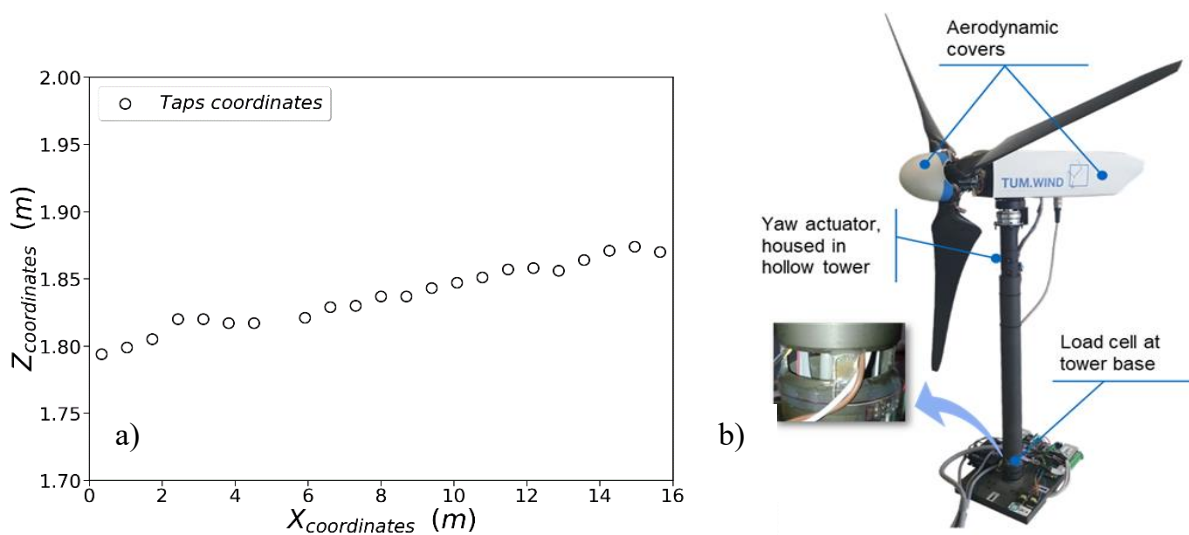 2.00
Taps coordinates
1.95
1.90
1.85
1.80
1.75
1.70
Z_coordinates (m)
0 2 4 6 8 10 12 14 16
X_coordinates (m)
a)
Aerodynamic
covers
TUM.WIND
Yaw actuator,
housed in
hollow tower
Load cell at
tower base
b)